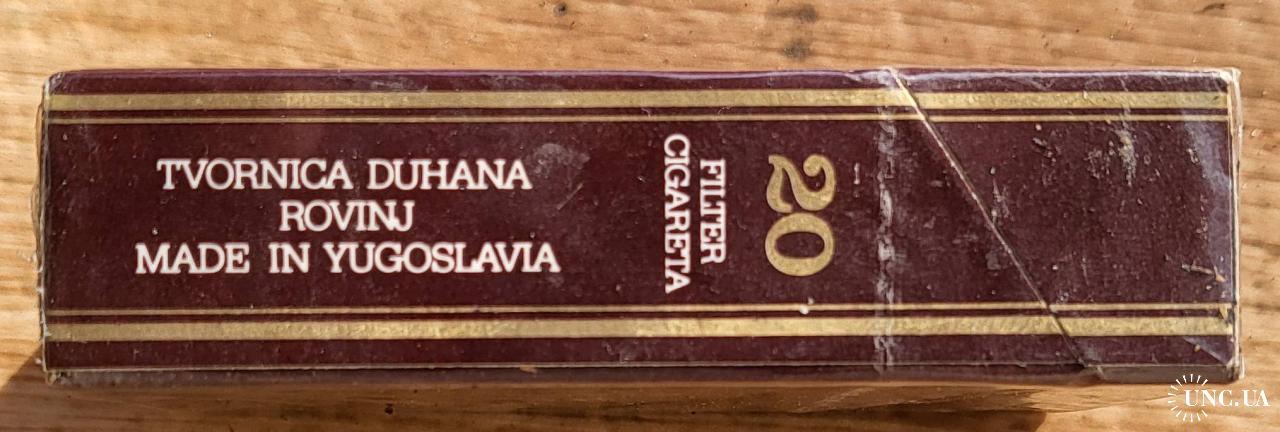 TVORNICA DUHANA
ROVINJ
MADE IN YUGOSLAVIA
20
FILTER
CIGARETA
UNC.UA